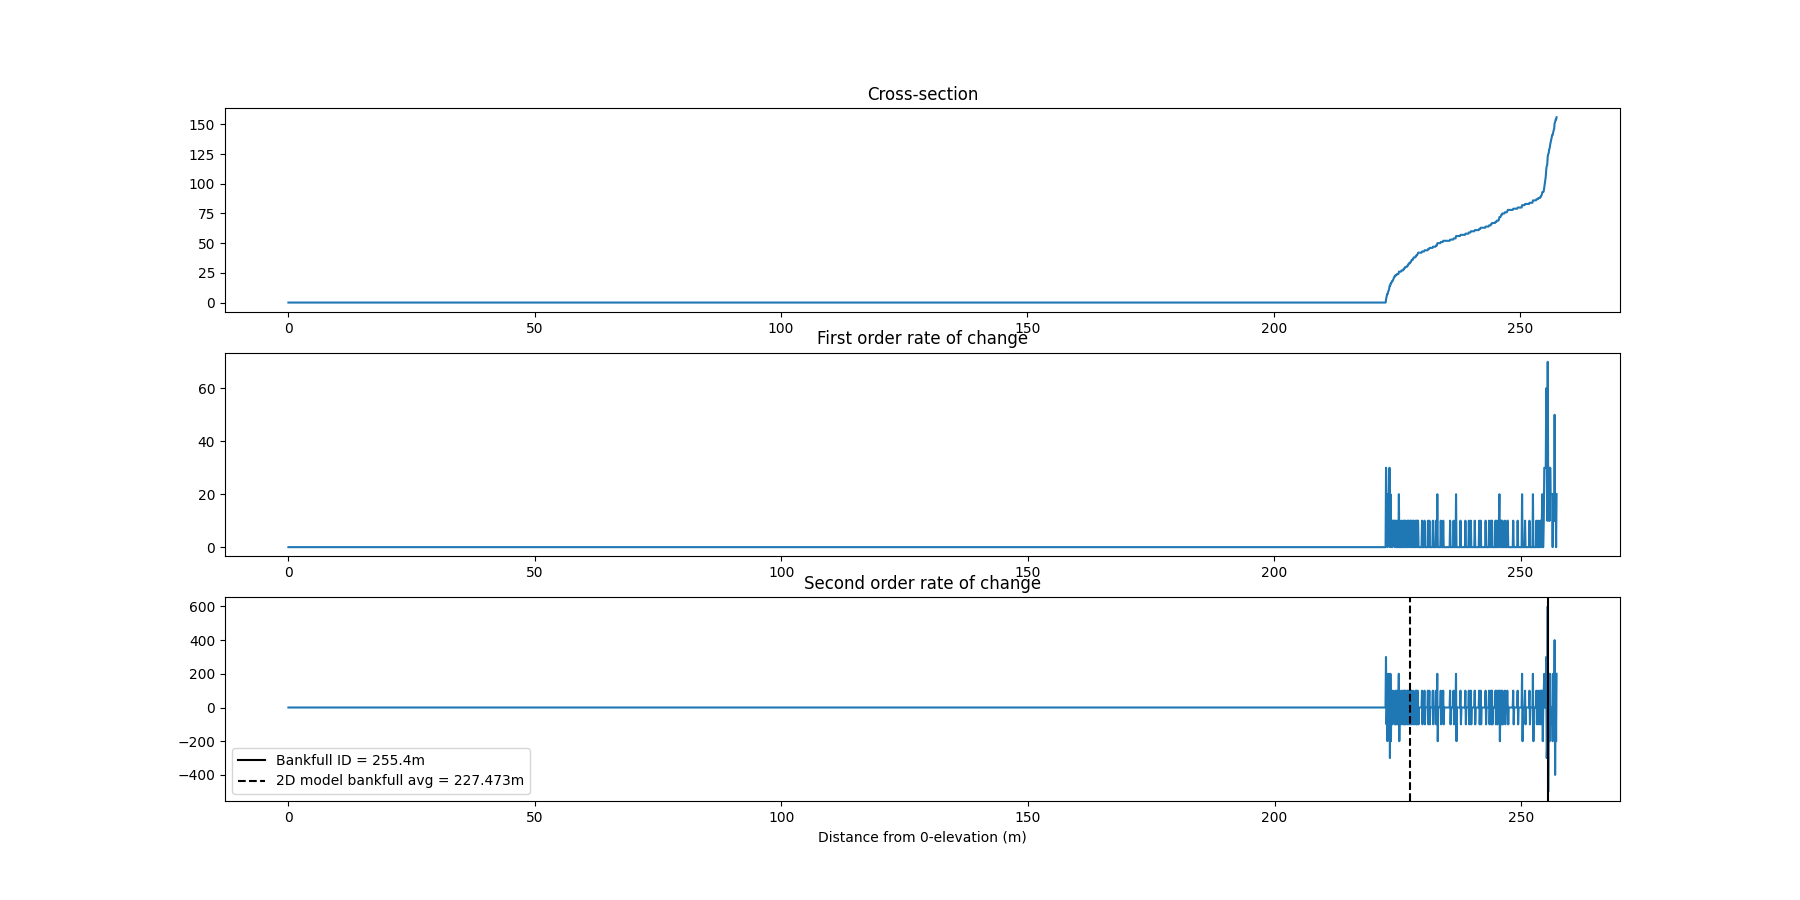 Cross-section
150
125
100
75
50
25
0
0 50 100 150 200 250
First order rate of change
60
40
20
0
0 50 100 150 200 250
Second order rate of change
600
400
200
0
−200
−400
Bankfull ID = 255.4m
2D model bankfull avg = 227.473m
0 50 100 150 200 250
Distance from 0-elevation (m)